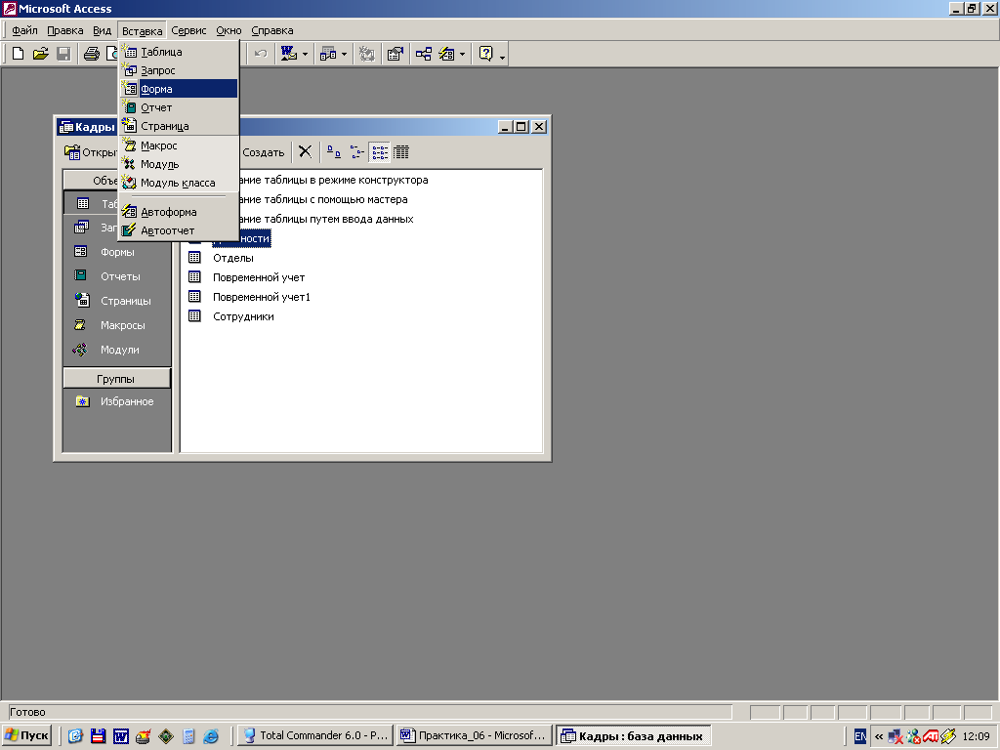 Microsoft Access
Файл Правка Вид Вставка Сервис Окно Справка
Таблица
Запрос
Форма
Отчет
Страница
Макрос
Модуль
Модуль класса
Автоформа
Автоотчет
Кадры
Откры Создать
Объе
Таб
Зап
Формы
Отчеты
Страницы
Макросы
Модули
Группы
Избранное
ание таблицы в режиме конструктора
ание таблицы с помощью мастера
ание таблицы путем ввода данных
ности
Отделы
Повременной учет
Повременной учет1
Сотрудники
Готово
Пуск
Total Commander 6.0 - P...
Практика_06 - Microsof...
Кадры : база данных
EN
«
12:09